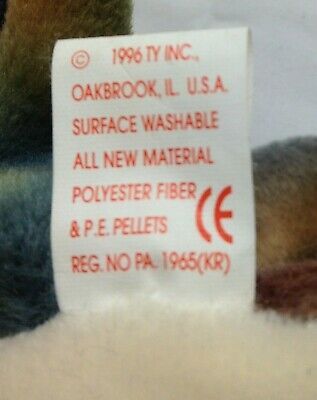 © 1996 TY INC.,
OAKBROOK, IL. U.S.A.
SURFACE WASHABLE
ALL NEW MATERIAL
POLYESTER FIBER
& P.E. PELLETS CE
REG. NO PA. 1965(KR)